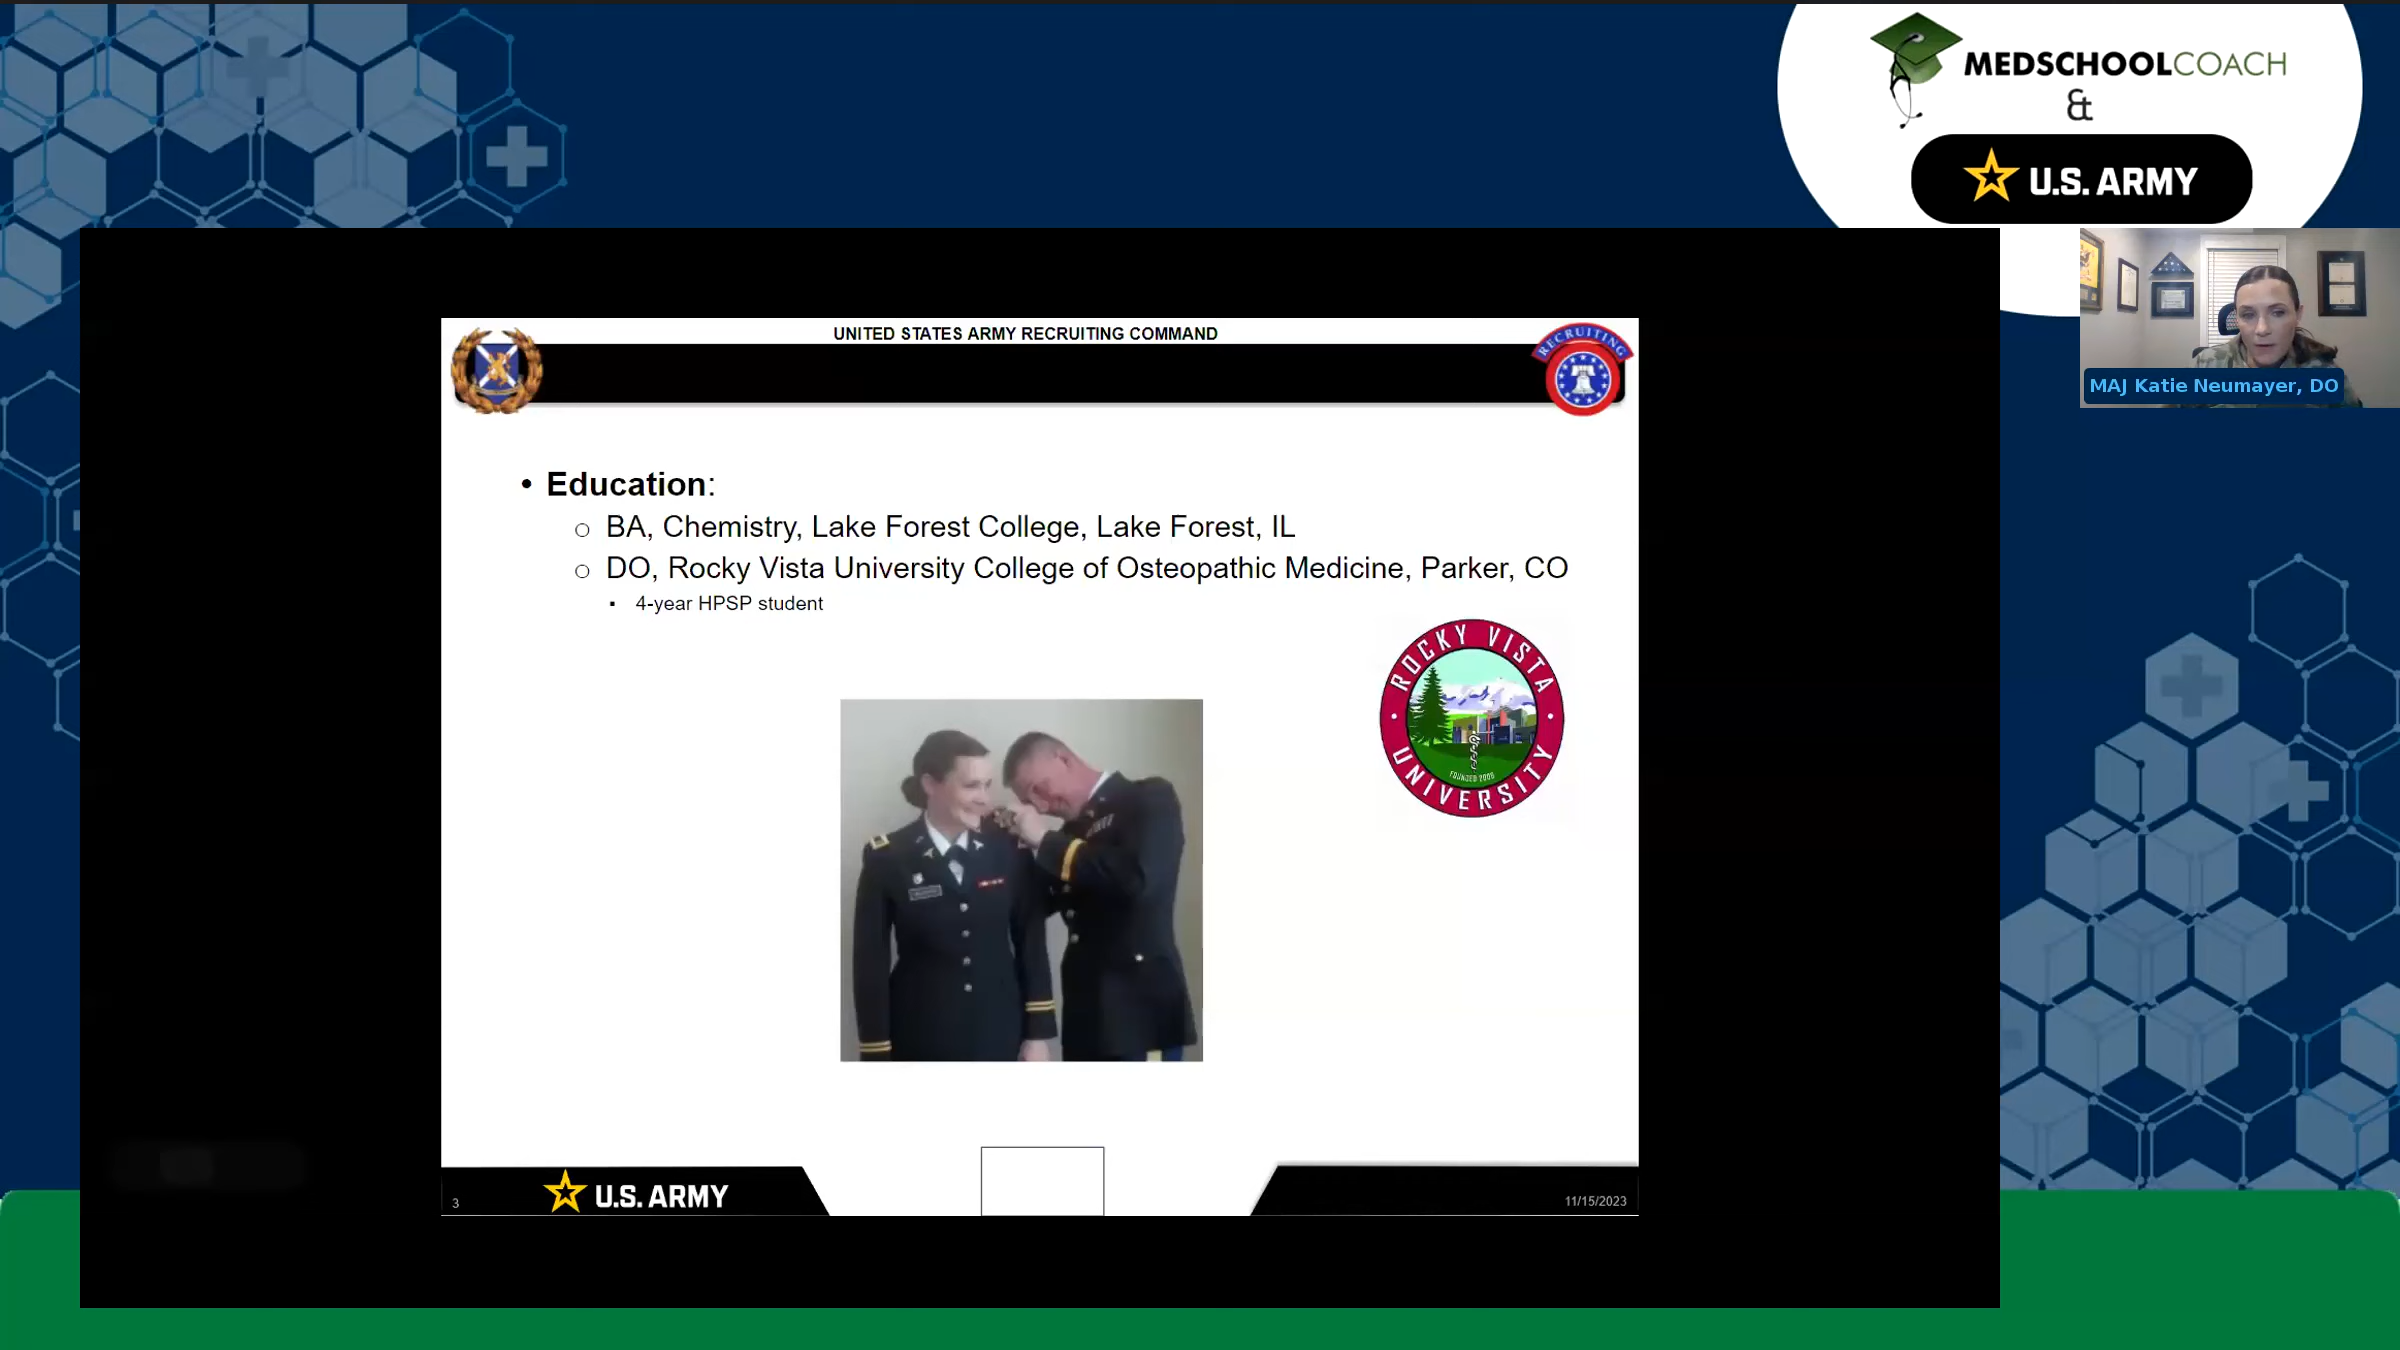 MEDSCHOOLCOACH
&
U.S. ARMY
MAJ Katie Neumayer, DO
UNITED STATES ARMY RECRUITING COMMAND
RECRUITING
• Education:
○ BA, Chemistry, Lake Forest College, Lake Forest, IL
○ DO, Rocky Vista University College of Osteopathic Medicine, Parker, CO
▪ 4-year HPSP student
ROCKY VISTA
FOUNDED 2006
UNIVERSITY
3
U.S. ARMY
11/15/2023